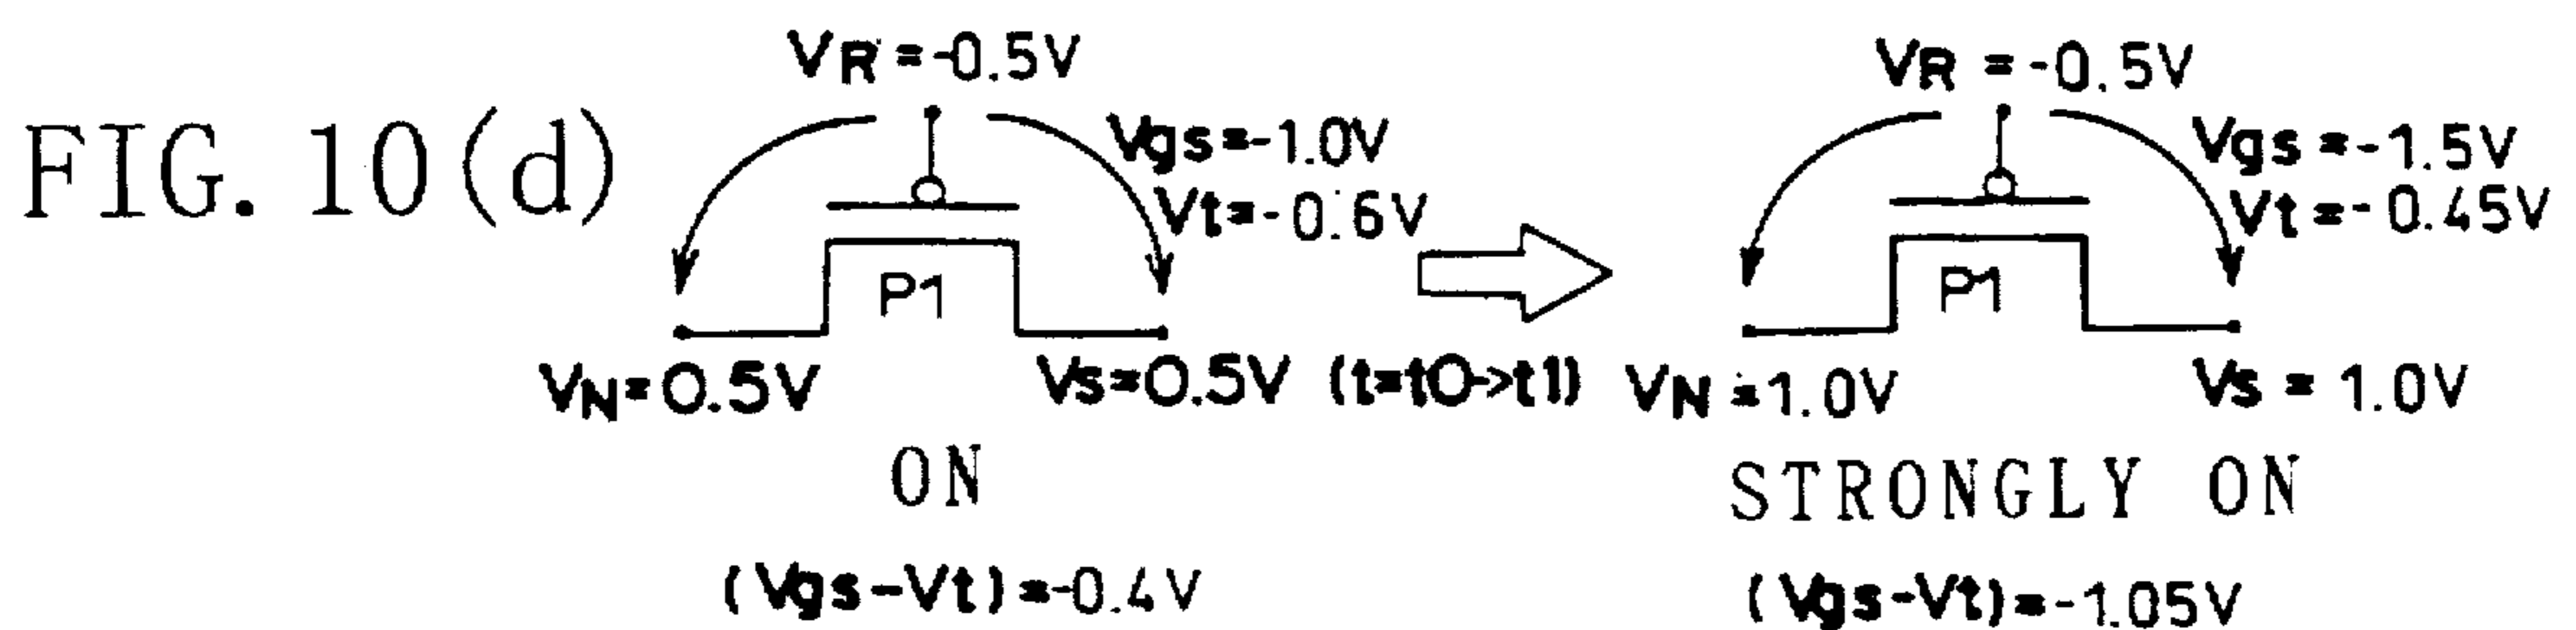 FIG. 10(d)
VR=-0.5V
Vgs=-1.0V
Vt=-0.6V
P1
VN=0.5V
Vs=0.5V
(t=t0->t1)
ON
(Vgs-Vt)=-0.4V
VR=-0.5V
Vgs=-1.5V
Vt=-0.45V
P1
VN=1.0V
Vs=1.0V
STRONGLY ON
(Vgs-Vt)=-1.05V